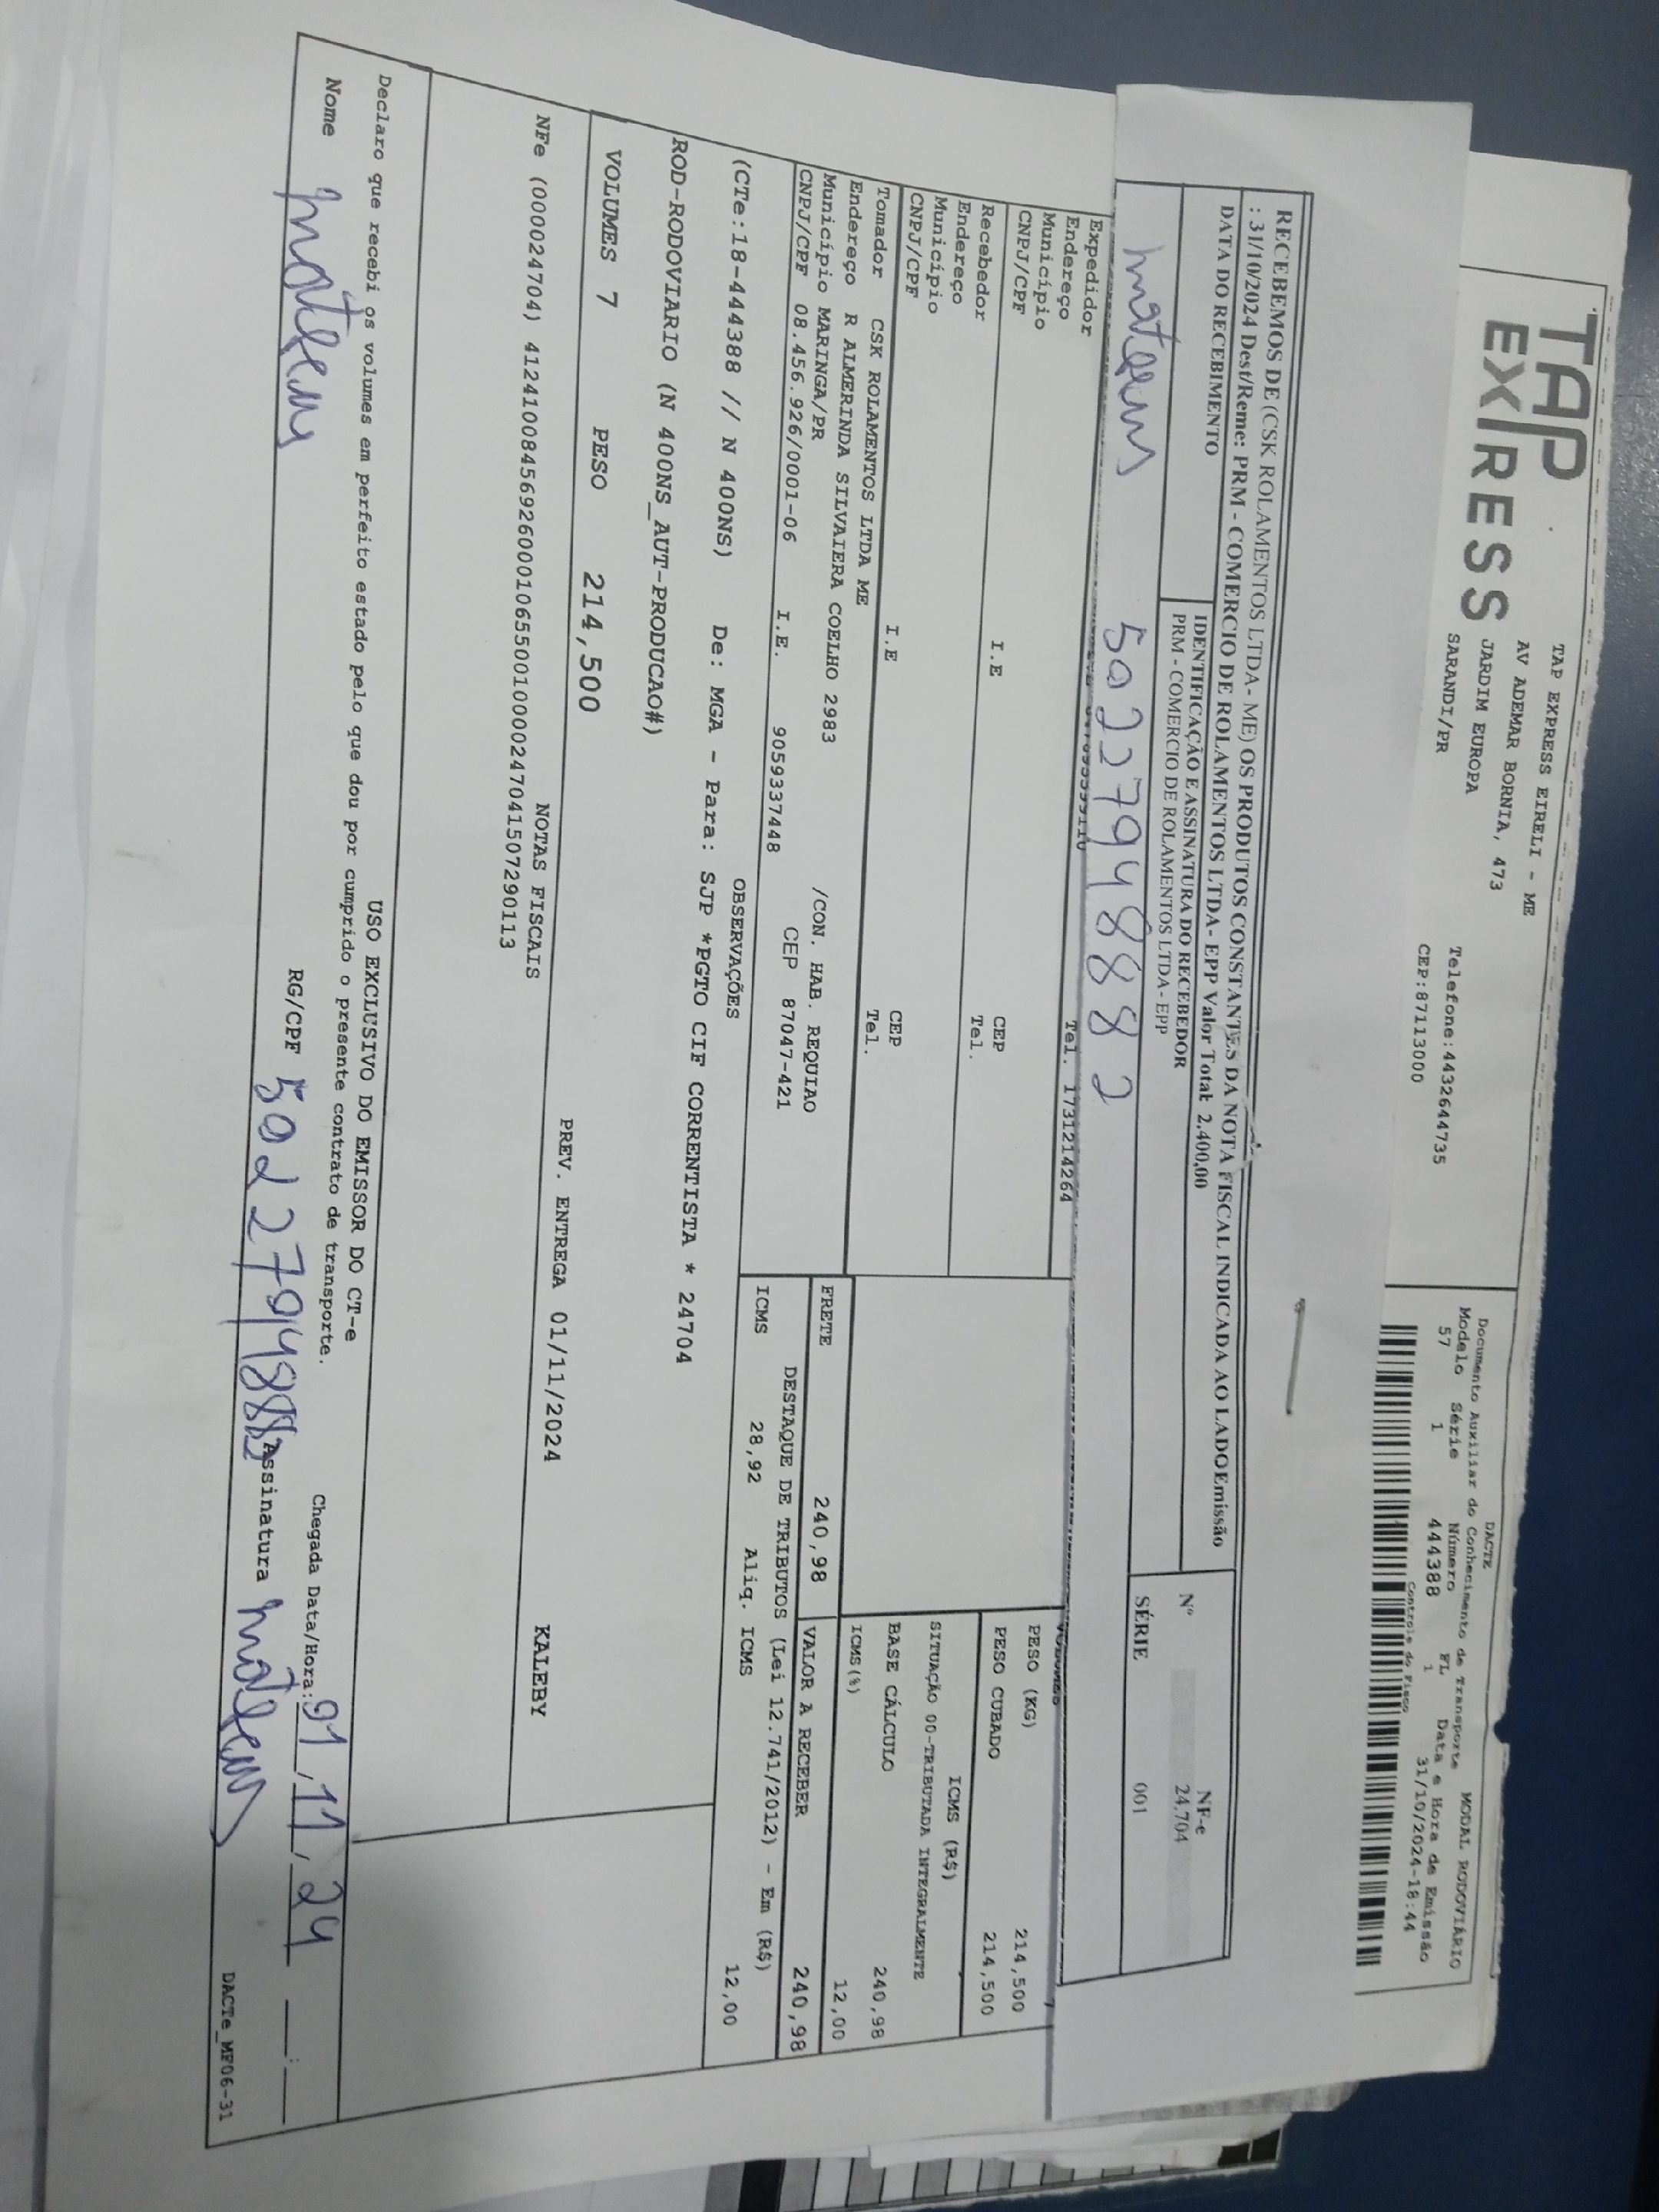 TAP
EXPRESS
TAP EXPRESS EIRELI - ME
AV ADEMAR BORNIA, 473
JARDIM EUROPA
SARANDI/PR
Telefone:4432644735
CEP:87113000
DACTE
Documento Auxiliar do Conhecimento de Transporte MODAL RODOVIÁRIO
Modelo Série Número FL Data e Hora de Emissão
57 1 444388 1 31/10/2024-18:44
Controle do Fisco
RECEBEMOS DE (CSK ROLAMENTOS LTDA- ME) OS PRODUTOS CONSTANTES DA NOTA FISCAL INDICADA AO LADOEmissão
: 31/10/2024 Dest/Reme: PRM - COMERCIO DE ROLAMENTOS LTDA- EPP Valor Total: 2.400,00
DATA DO RECEBIMENTO
IDENTIFICAÇÃO E ASSINATURA DO RECEBEDOR
PRM - COMERCIO DE ROLAMENTOS LTDA - EPP
NF-e
Nº 24.704
SÉRIE 001
50227948882
Expedidor
Endereço Tel. 1731214264
Município
CNPJ/CPF I.E CEP
Recebedor Tel.
Endereço
Município
CNPJ/CPF I.E CEP
Tomador CSK ROLAMENTOS LTDA ME Tel.
Endereço R ALMERINDA SILVAIERA COELHO 2983 /CON. HAB. REQUIAO
Município MARINGA/PR
CNPJ/CPF 08.456.926/0001-06 I.E. 9059337448 CEP 87047-421
7
PESO (KG) 214,500
PESO CUBADO 214,500
ICMS (R$)
SITUAÇÃO 00-TRIBUTADA INTEGRALMENTE
BASE CÁLCULO 240,98
ICMS(%) 12,00
FRETE 240,98 VALOR A RECEBER 240,98
DESTAQUE DE TRIBUTOS (Lei 12.741/2012) - Em (R$)
ICMS 28,92 Aliq. ICMS 12,00
OBSERVAÇÕES
(CTe:18-444388 // N 400NS) De: MGA - Para: SJP *PGTO CIF CORRENTISTA * 24704
ROD-RODOVIARIO (N 400NS_AUT-PRODUCAO#)
VOLUMES 7 PESO 214,500 PREV. ENTREGA 01/11/2024 KALEBY
NOTAS FISCAIS
NFe (000024704) 41241008456926000106550010000247041507290113
USO EXCLUSIVO DO EMISSOR DO CT-e
Declaro que recebi os volumes em perfeito estado pelo que dou por cumprido o presente contrato de transporte.
Chegada Data/Hora: 01/11/24 __:__
Nome RG/CPF 50227948882 Assinatura
DACTe_MF06-31